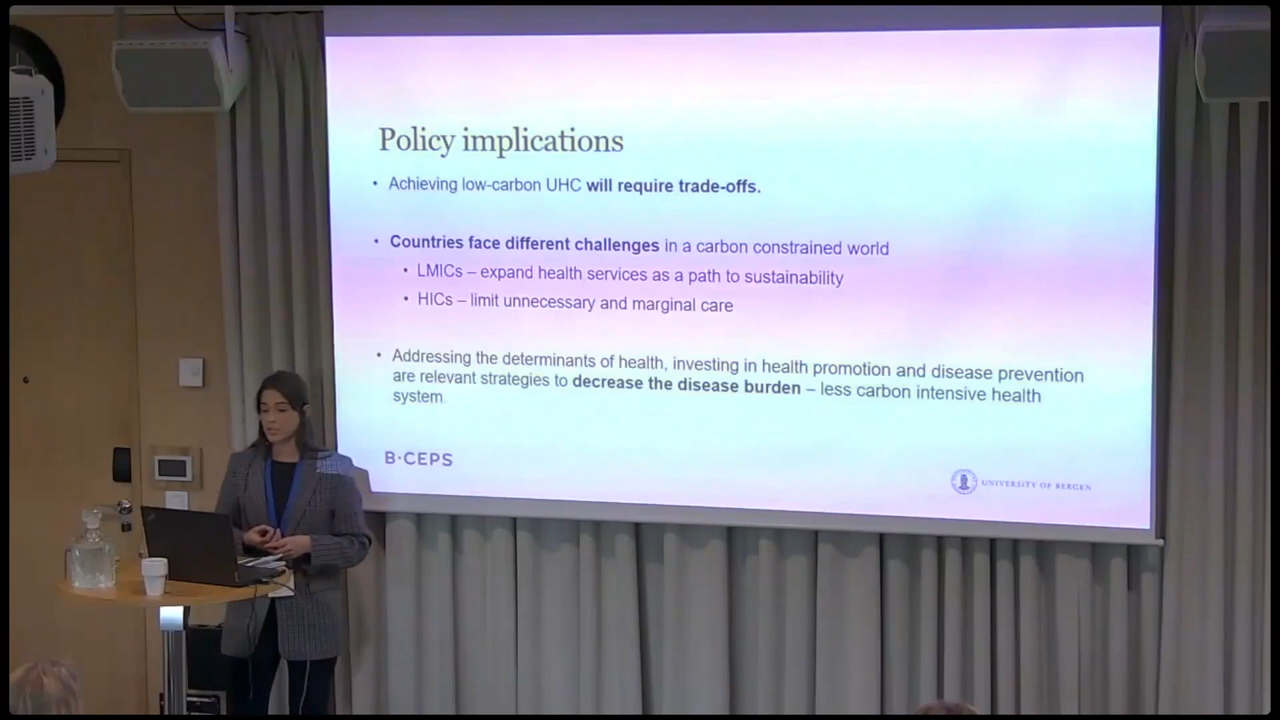 Policy implications
• Achieving low-carbon UHC will require trade-offs.
• Countries face different challenges in a carbon constrained world
• LMICs – expand health services as a path to sustainability
• HICs – limit unnecessary and marginal care
• Addressing the determinants of health, investing in health promotion and disease prevention
are relevant strategies to decrease the disease burden – less carbon intensive health
system.
B·CEPS
UNIVERSITY OF BERGEN